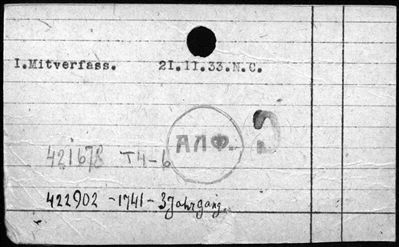 I.Mitverfass. 21.11.33.N.C.
АЛФ.
421678 T4-6
422902 -1741- 3 Jahrgang.